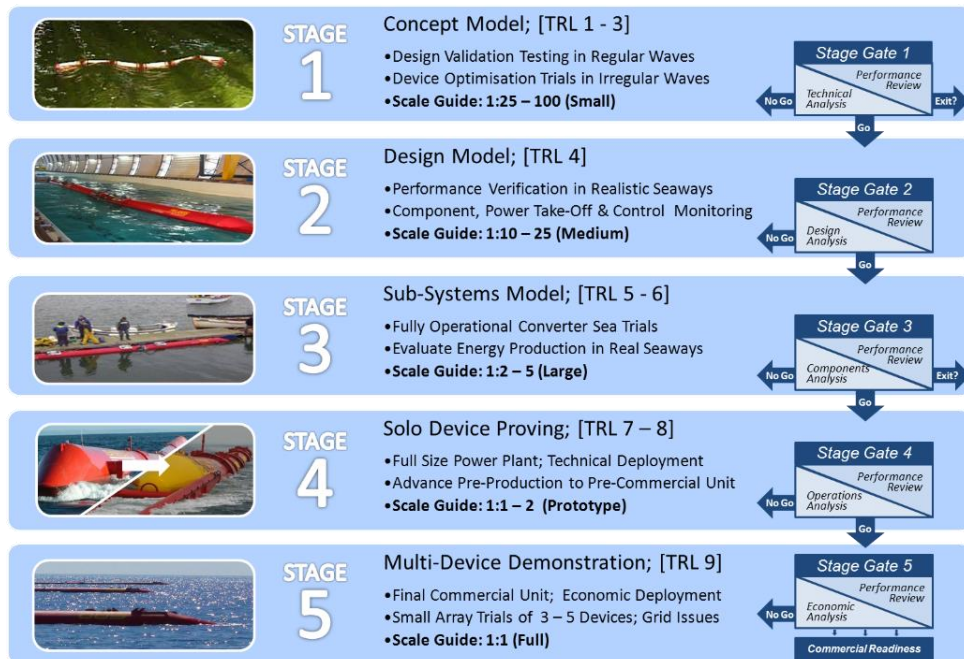 STAGE
1
Concept Model; [TRL 1 - 3]
•Design Validation Testing in Regular Waves
•Device Optimisation Trials in Irregular Waves
•Scale Guide: 1:25 – 100 (Small)
Stage Gate 1
Performance
Review
Technical
Analysis
No Go
Exit?
Go
STAGE
2
Design Model; [TRL 4]
•Performance Verification in Realistic Seaways
•Component, Power Take-Off & Control Monitoring
•Scale Guide: 1:10 – 25 (Medium)
Stage Gate 2
Performance
Review
Design
Analysis
No Go
Go
STAGE
3
Sub-Systems Model; [TRL 5 - 6]
•Fully Operational Converter Sea Trials
•Evaluate Energy Production in Real Seaways
•Scale Guide: 1:2 – 5 (Large)
Stage Gate 3
Performance
Review
Components
Analysis
No Go
Exit?
Go
STAGE
4
Solo Device Proving; [TRL 7 – 8]
•Full Size Power Plant; Technical Deployment
•Advance Pre-Production to Pre-Commercial Unit
•Scale Guide: 1:1 – 2 (Prototype)
Stage Gate 4
Performance
Review
Operations
Analysis
No Go
Go
STAGE
5
Multi-Device Demonstration; [TRL 9]
•Final Commercial Unit; Economic Deployment
•Small Array Trials of 3 – 5 Devices; Grid Issues
•Scale Guide: 1:1 (Full)
Stage Gate 5
Performance
Review
Economic
Analysis
No Go
Commercial Readiness